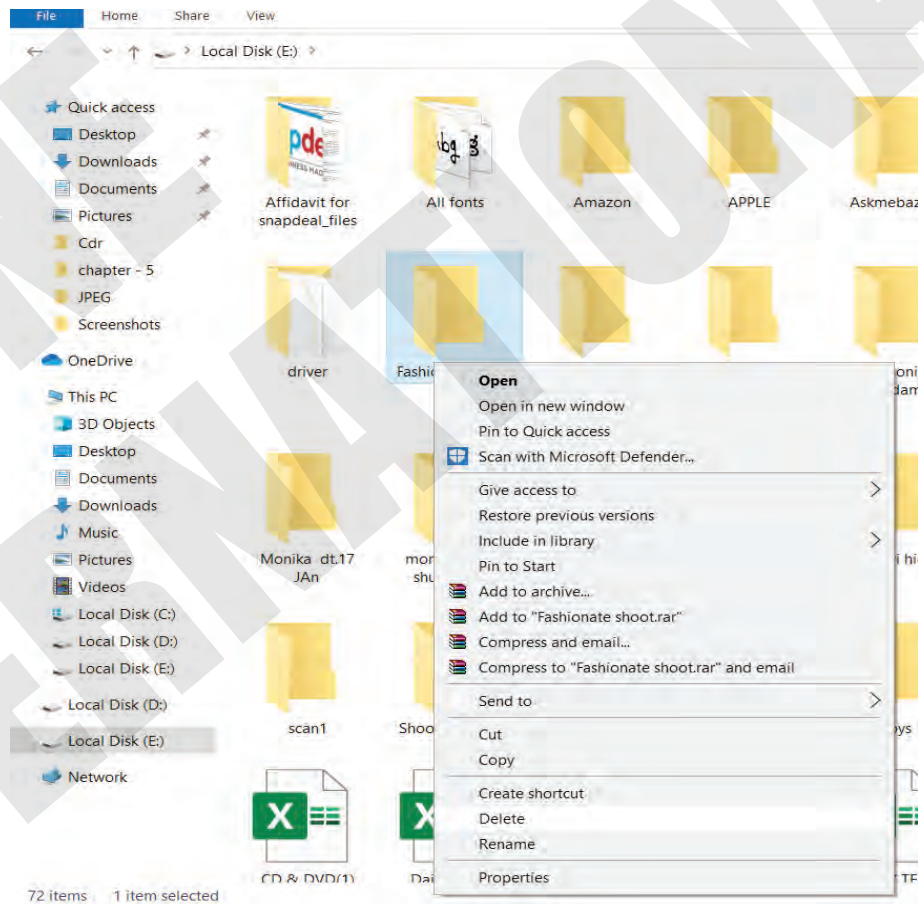 File Home Share View
Local Disk (E:)
Quick access
Desktop
Downloads
Documents
Pictures
Cdr
chapter - 5
JPEG
Screenshots
OneDrive
This PC
3D Objects
Desktop
Documents
Downloads
Music
Pictures
Videos
Local Disk (C:)
Local Disk (D:)
Local Disk (E:)
Local Disk (D:)
Local Disk (E:)
Network
Affidavit for
snapdeal_files
All fonts
Amazon
APPLE
Askmebaz
driver
Fashio
Monika dt.17
JAn
mor
shu
scan1
Shoo
CD & DVD(1)
Dai
Open
Open in new window
Pin to Quick access
Scan with Microsoft Defender...
Give access to
Restore previous versions
Include in library
Pin to Start
Add to archive...
Add to "Fashionate shoot.rar"
Compress and email...
Compress to "Fashionate shoot.rar" and email
Send to
Cut
Copy
Create shortcut
Delete
Rename
Properties
72 items 1 item selected